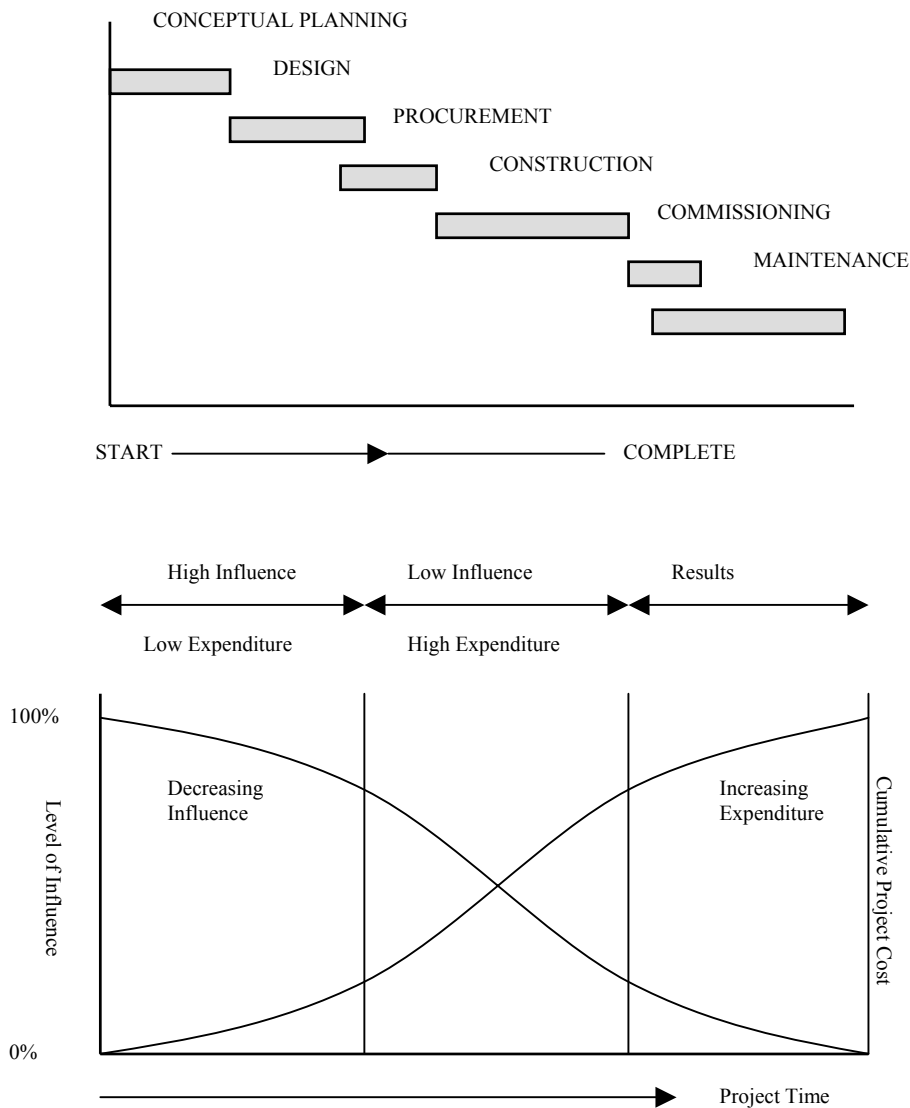 CONCEPTUAL PLANNING
DESIGN
PROCUREMENT
CONSTRUCTION
COMMISSIONING
MAINTENANCE
START
COMPLETE
High Influence
Low Influence
Results
Low Expenditure
High Expenditure
100%
Decreasing
Influence
Increasing
Expenditure
Level of Influence
Cumulative Project Cost
0%
Project Time